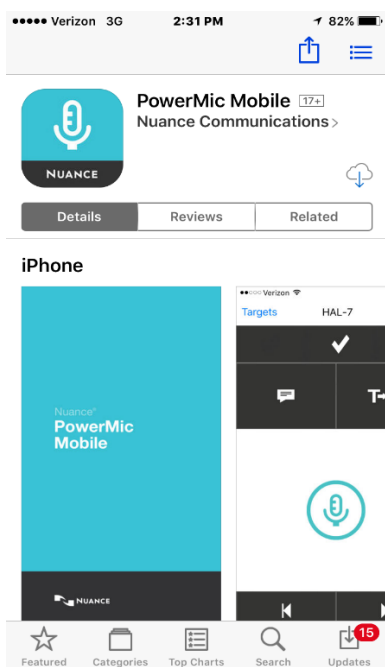 Verizon 3G 2:31 PM 82%
PowerMic Mobile 17+
Nuance Communications >
NUANCE
Details Reviews Related
iPhone
Verizon
Targets HAL-7
T
Nuance®
PowerMic
Mobile
NUANCE
15
Featured Categories Top Charts Search Updates